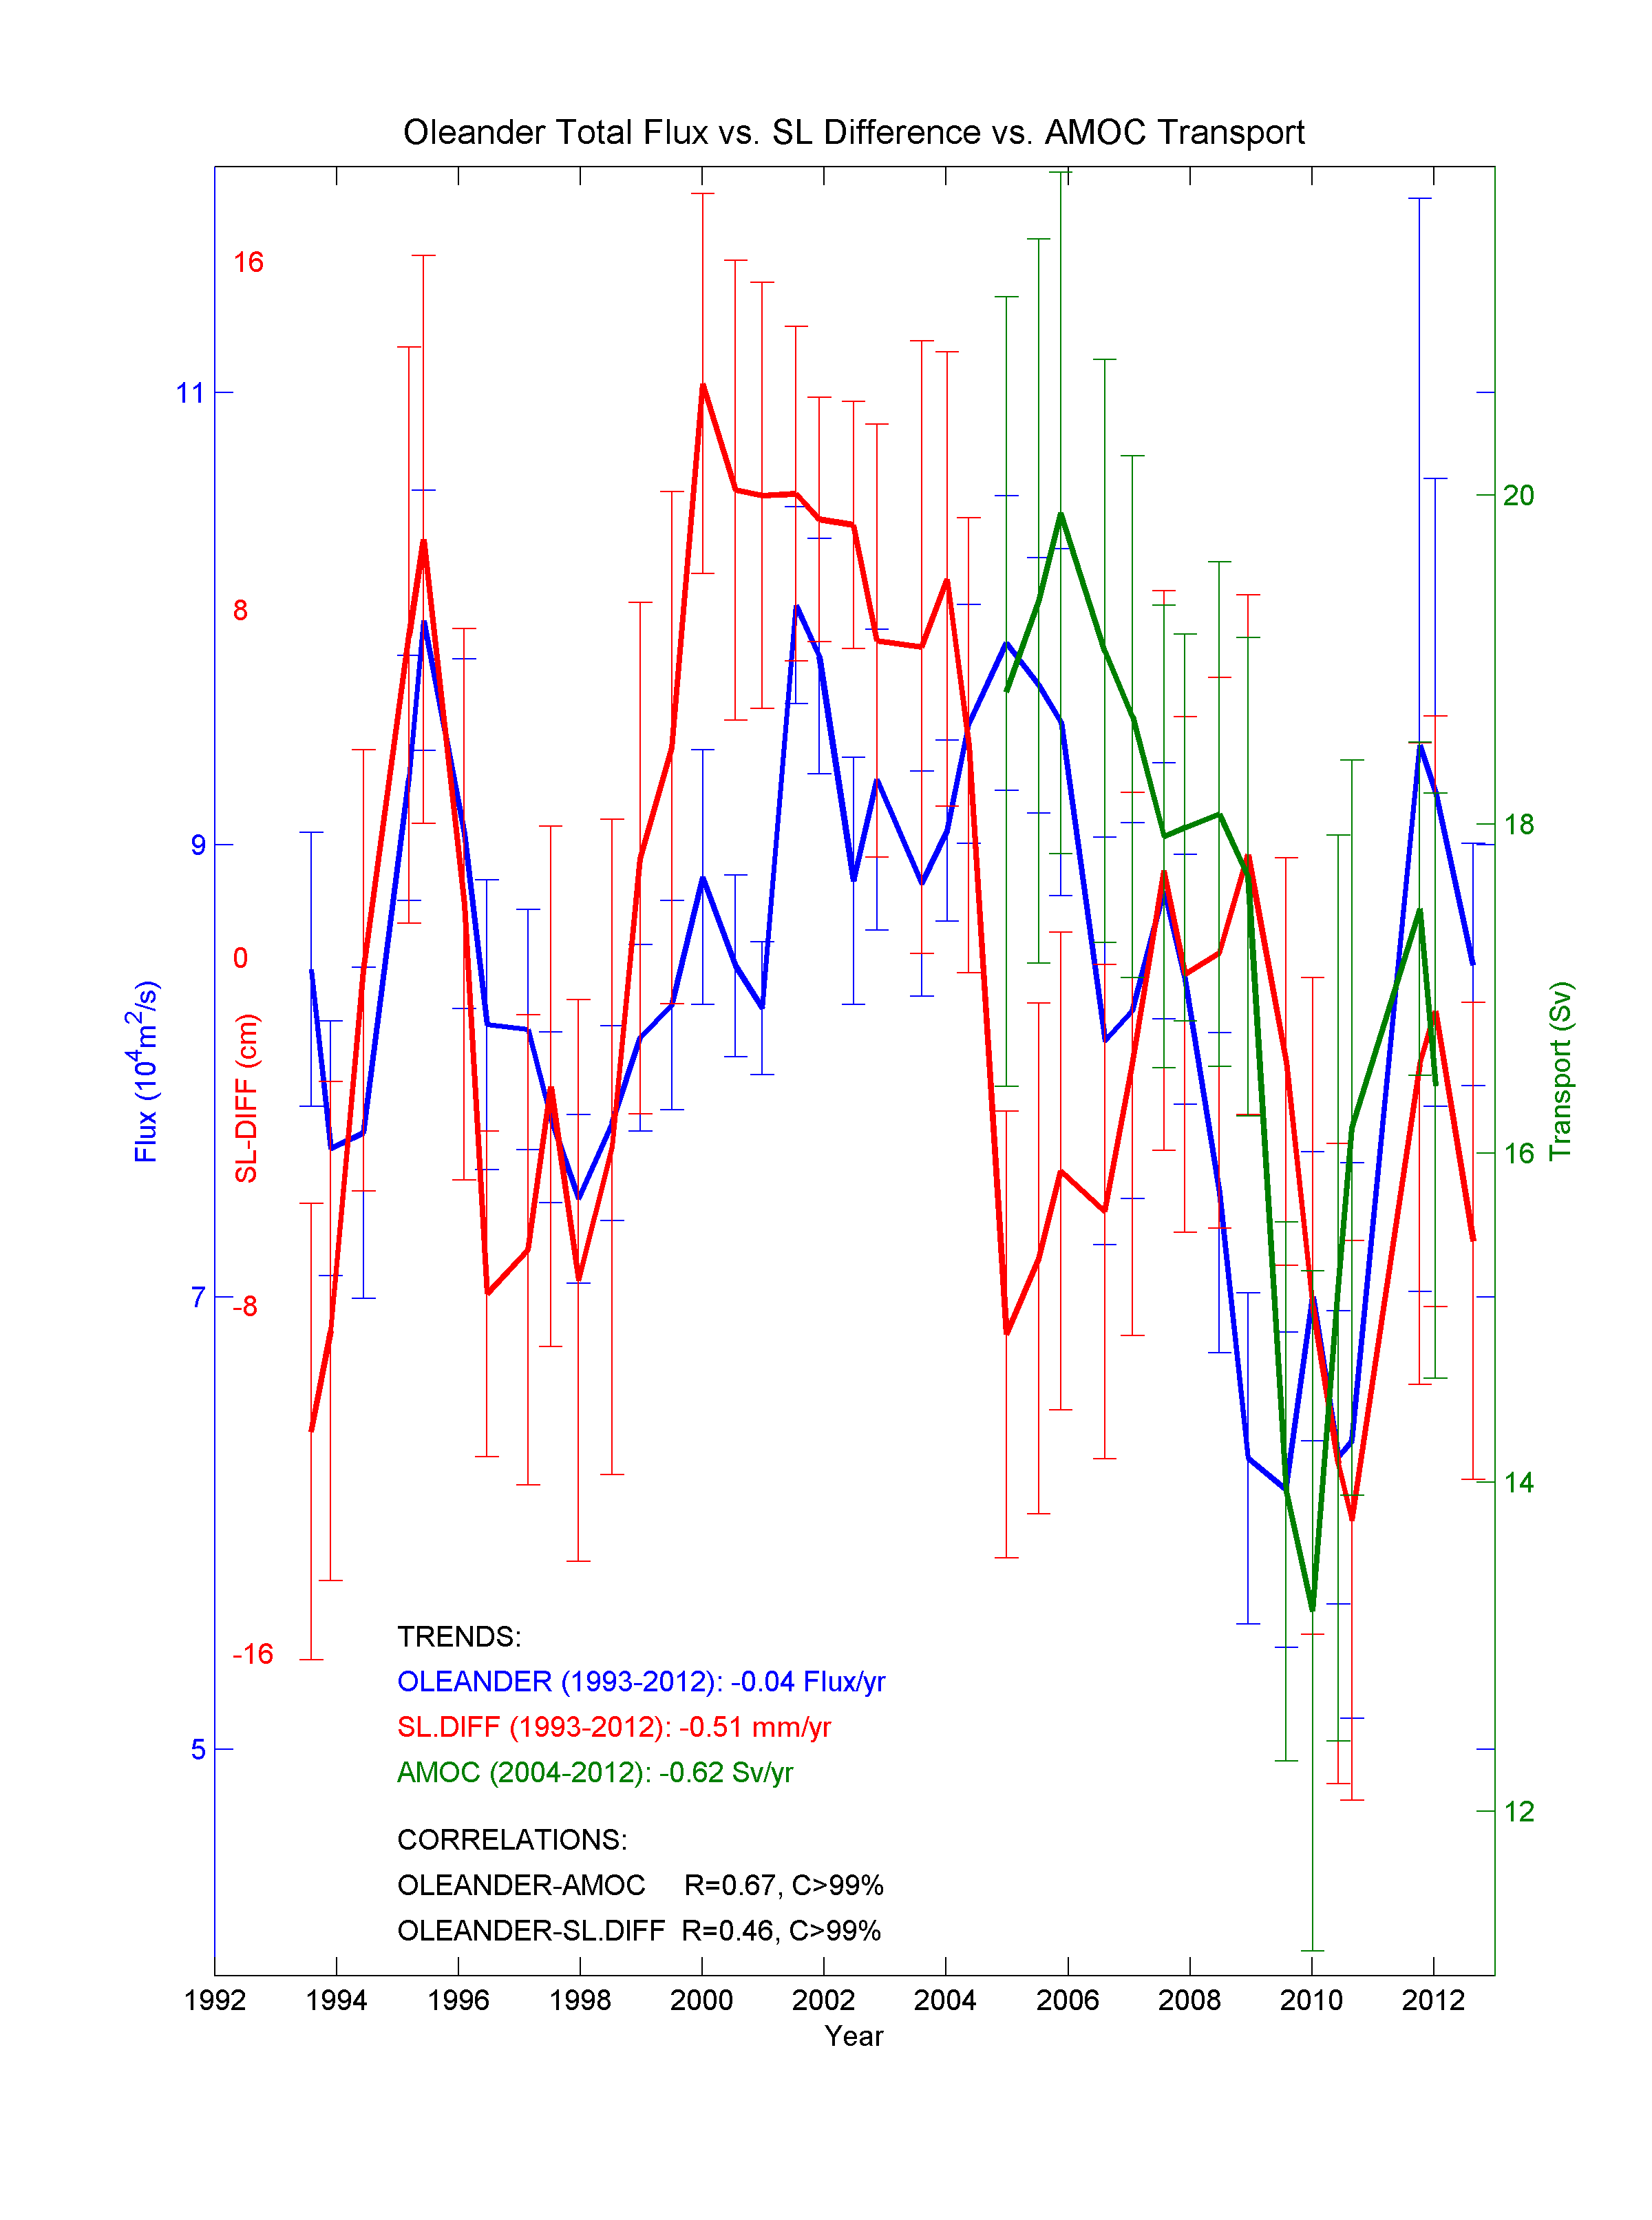 Oleander Total Flux vs. SL Difference vs. AMOC Transport
16
11
20
8
18
9
0
Flux (10⁴m²/s)
SL-DIFF (cm)
Transport (Sv)
16
7
-8
14
-16
TRENDS:
OLEANDER (1993-2012): -0.04 Flux/yr
SL.DIFF (1993-2012): -0.51 mm/yr
5
AMOC (2004-2012): -0.62 Sv/yr
12
CORRELATIONS:
OLEANDER-AMOC R=0.67, C>99%
OLEANDER-SL.DIFF R=0.46, C>99%
1992 1994 1996 1998 2000 2002 2004 2006 2008 2010 2012
Year